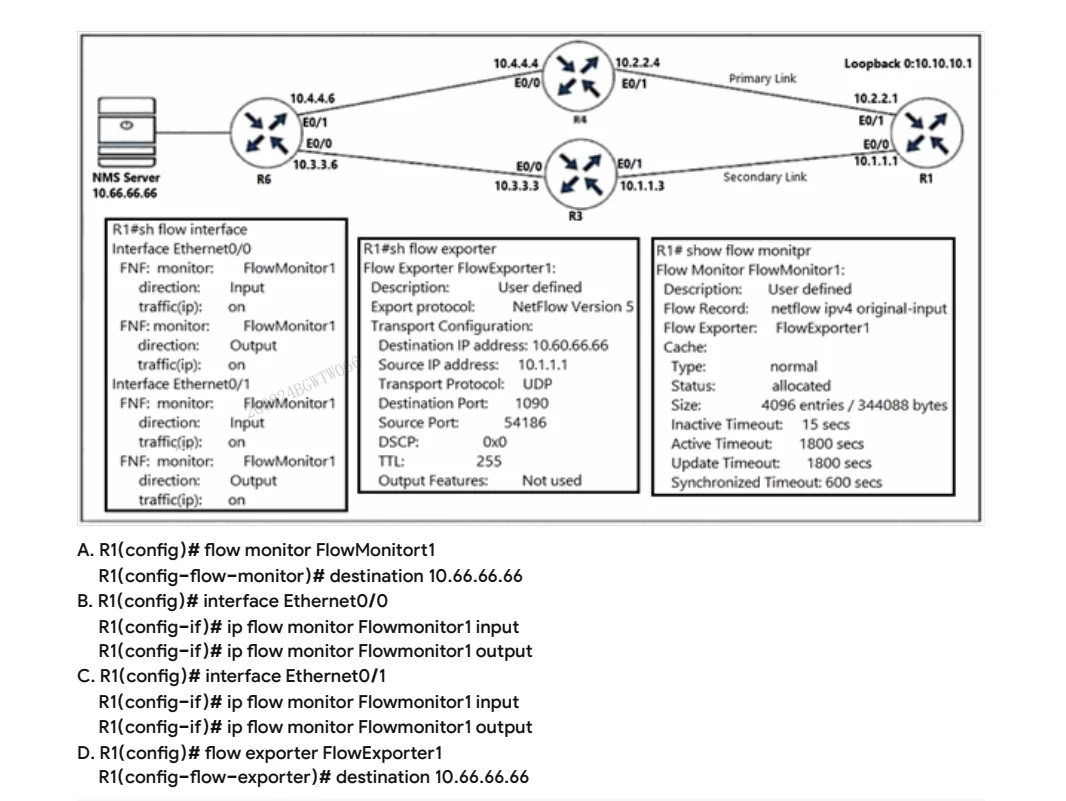 10.4.4.4
10.2.2.4
Loopback 0:10.10.10.1
E0/0
E0/1
Primary Link
10.4.4.6
R4
10.2.2.1
E0/1
E0/1
E0/0
E0/0
E0/1
E0/0
10.1.1.1
10.3.3.6
NMS Server
10.66.66.66
R6
10.3.3.3
10.1.1.3
Secondary Link
R1
R3
R1#sh flow interface
Interface Ethernet0/0
FNF: monitor: FlowMonitor1
direction: Input
traffic(ip): on
FNF: monitor: FlowMonitor1
direction: Output
traffic(ip): on
Interface Ethernet0/1
FNF: monitor: FlowMonitor1
direction: Input
traffic(ip): on
FNF: monitor: FlowMonitor1
direction: Output
traffic(ip): on
R1#sh flow exporter
Flow Exporter FlowExporter1:
Description: User defined
Export protocol: NetFlow Version 5
Transport Configuration:
Destination IP address: 10.60.66.66
Source IP address: 10.1.1.1
Transport Protocol: UDP
Destination Port: 1090
Source Port: 54186
DSCP: 0x0
TTL: 255
Output Features: Not used
R1# show flow monitpr
Flow Monitor FlowMonitor1:
Description: User defined
Flow Record: netflow ipv4 original-input
Flow Exporter: FlowExporter1
Cache:
Type: normal
Status: allocated
Size: 4096 entries / 344088 bytes
Inactive Timeout: 15 secs
Active Timeout: 1800 secs
Update Timeout: 1800 secs
Synchronized Timeout: 600 secs
A. R1(config)# flow monitor FlowMonitort1
R1(config-flow-monitor)# destination 10.66.66.66
B. R1(config)# interface Ethernet0/0
R1(config-if)# ip flow monitor Flowmonitor1 input
R1(config-if)# ip flow monitor Flowmonitor1 output
C. R1(config)# interface Ethernet0/1
R1(config-if)# ip flow monitor Flowmonitor1 input
R1(config-if)# ip flow monitor Flowmonitor1 output
D. R1(config)# flow exporter FlowExporter1
R1(config-flow-exporter)# destination 10.66.66.66